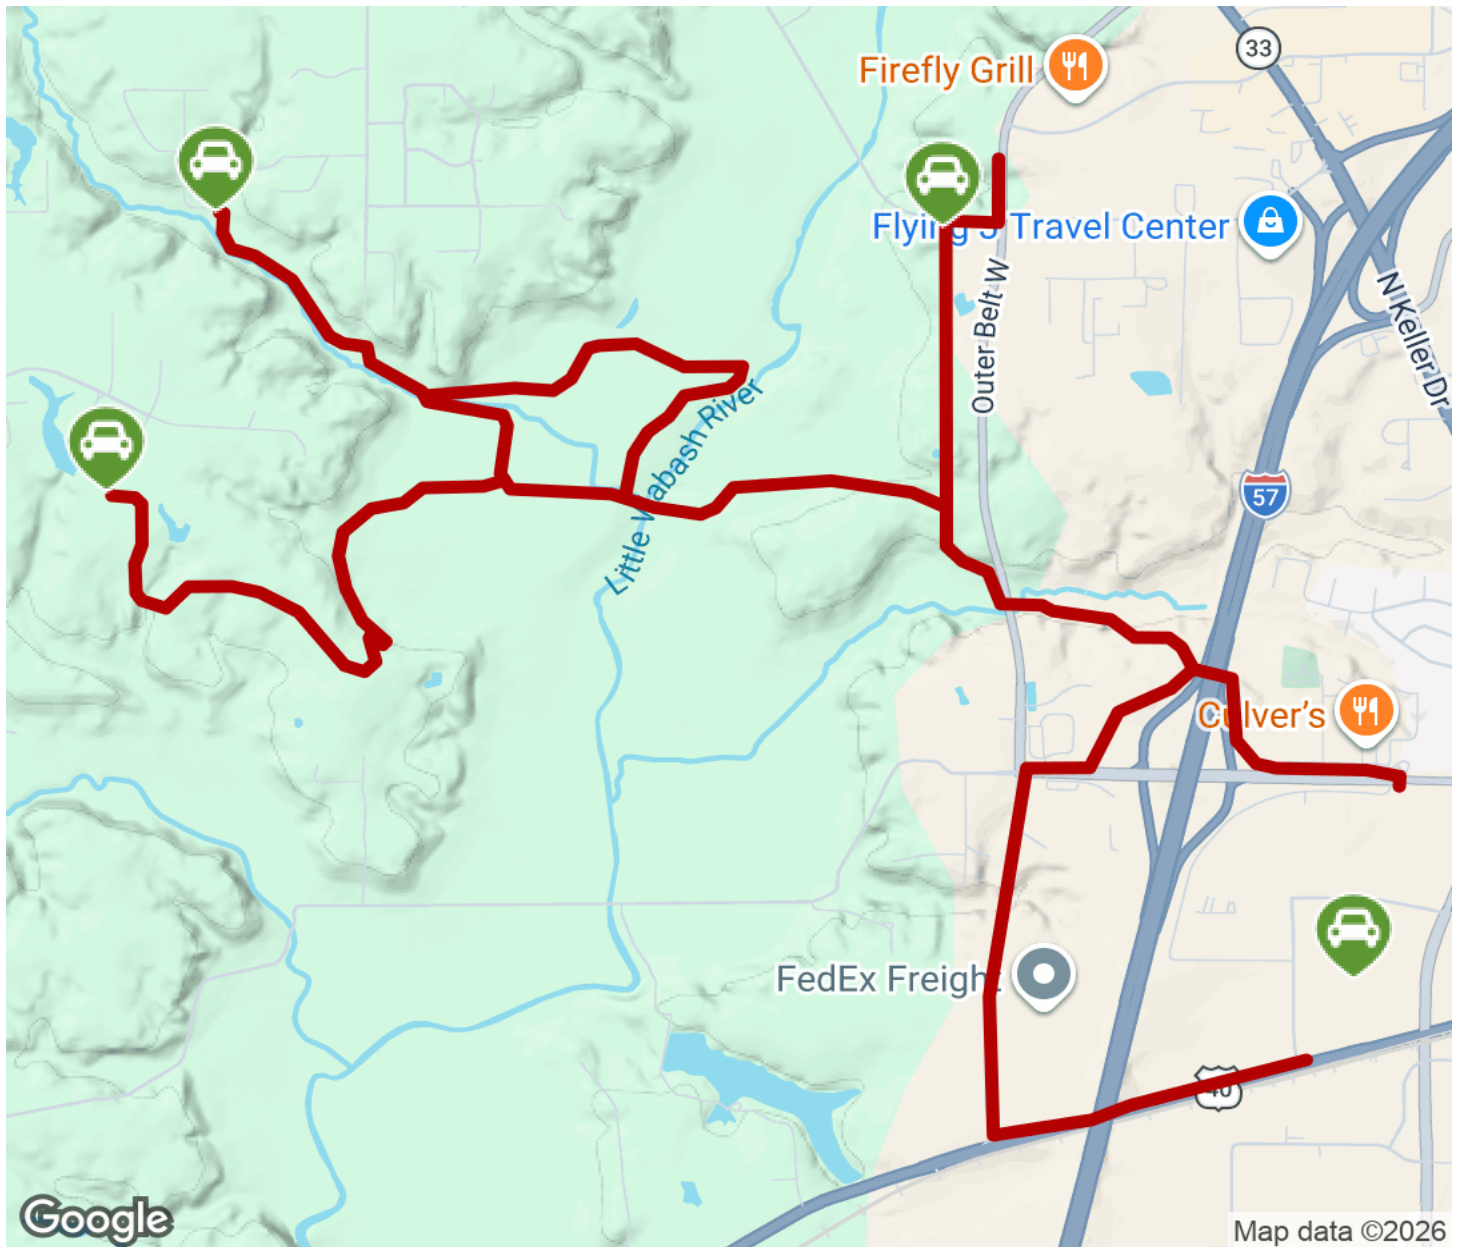 33
Firefly Grill
Flying J Travel Center
N Keller Dr
Outer Belt W
Little Wabash River
57
Culver's
FedEx Freight
40
Google
Map data ©2026